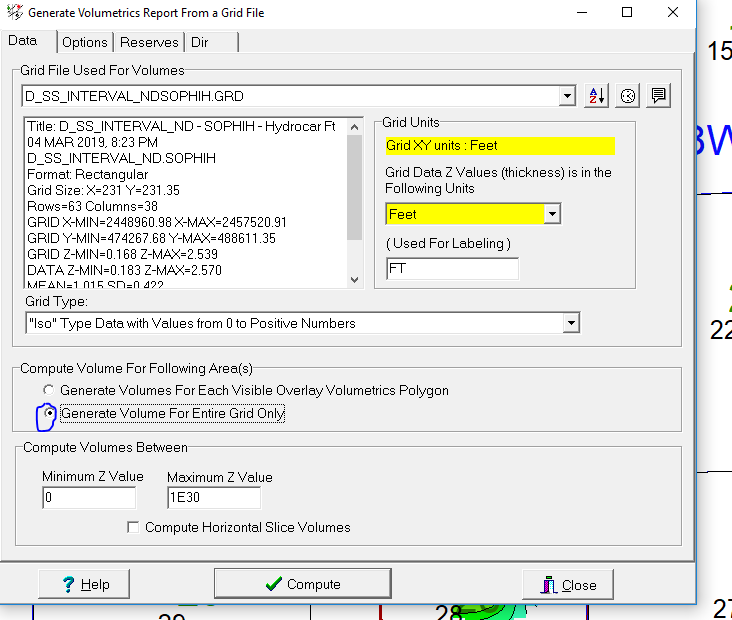 Generate Volumetrics Report From a Grid File
Data Options Reserves Dir
Grid File Used For Volumes
D_SS_INTERVAL_NDSOPHIH.GRD
Title: D_SS_INTERVAL_ND - SOPHIH - Hydrocar Ft
04 MAR 2019, 8:23 PM
D_SS_INTERVAL_ND.SOPHIH
Format: Rectangular
Grid Size: X=231 Y=231.35
Rows=63 Columns=38
GRID X-MIN=2448960.98 X-MAX=2457520.91
GRID Y-MIN=474267.68 Y-MAX=488611.35
GRID Z-MIN=0.168 Z-MAX=2.539
DATA Z-MIN=0.183 Z-MAX=2.570
MEAN=1.015 SD=0.422
Grid Units
Grid XY units : Feet
Grid Data Z Values (thickness) is in the
Following Units
Feet
( Used For Labeling )
FT
Grid Type:
"Iso" Type Data with Values from 0 to Positive Numbers
Compute Volume For Following Area(s)
Generate Volumes For Each Visible Overlay Volumetrics Polygon
Generate Volume For Entire Grid Only
Compute Volumes Between
Minimum Z Value Maximum Z Value
0 1E30
Compute Horizontal Slice Volumes
? Help Compute Close
15
22
27
28
29